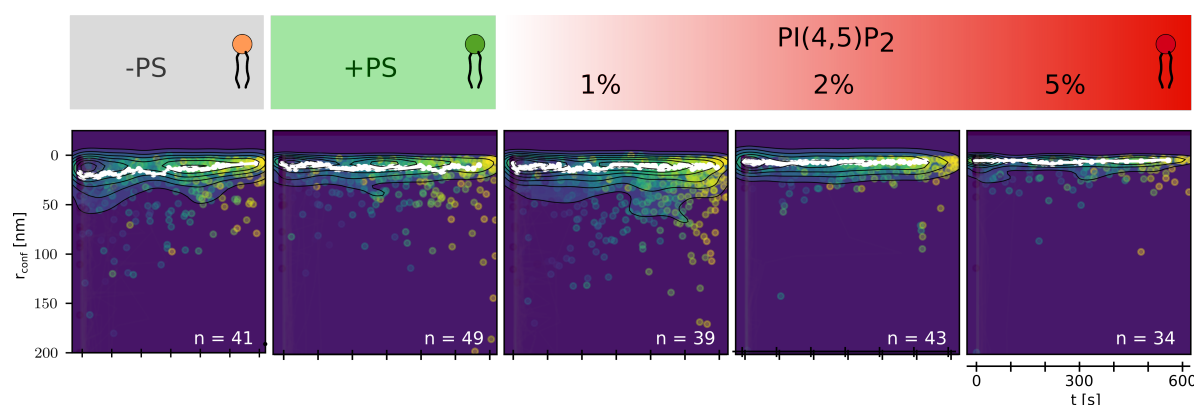 -PS
+PS
PI(4,5)P2
1%
2%
5%
0
50
100
150
200
r_conf [nm]
n = 41
n = 49
n = 39
n = 43
n = 34
0 300 600
t [s]